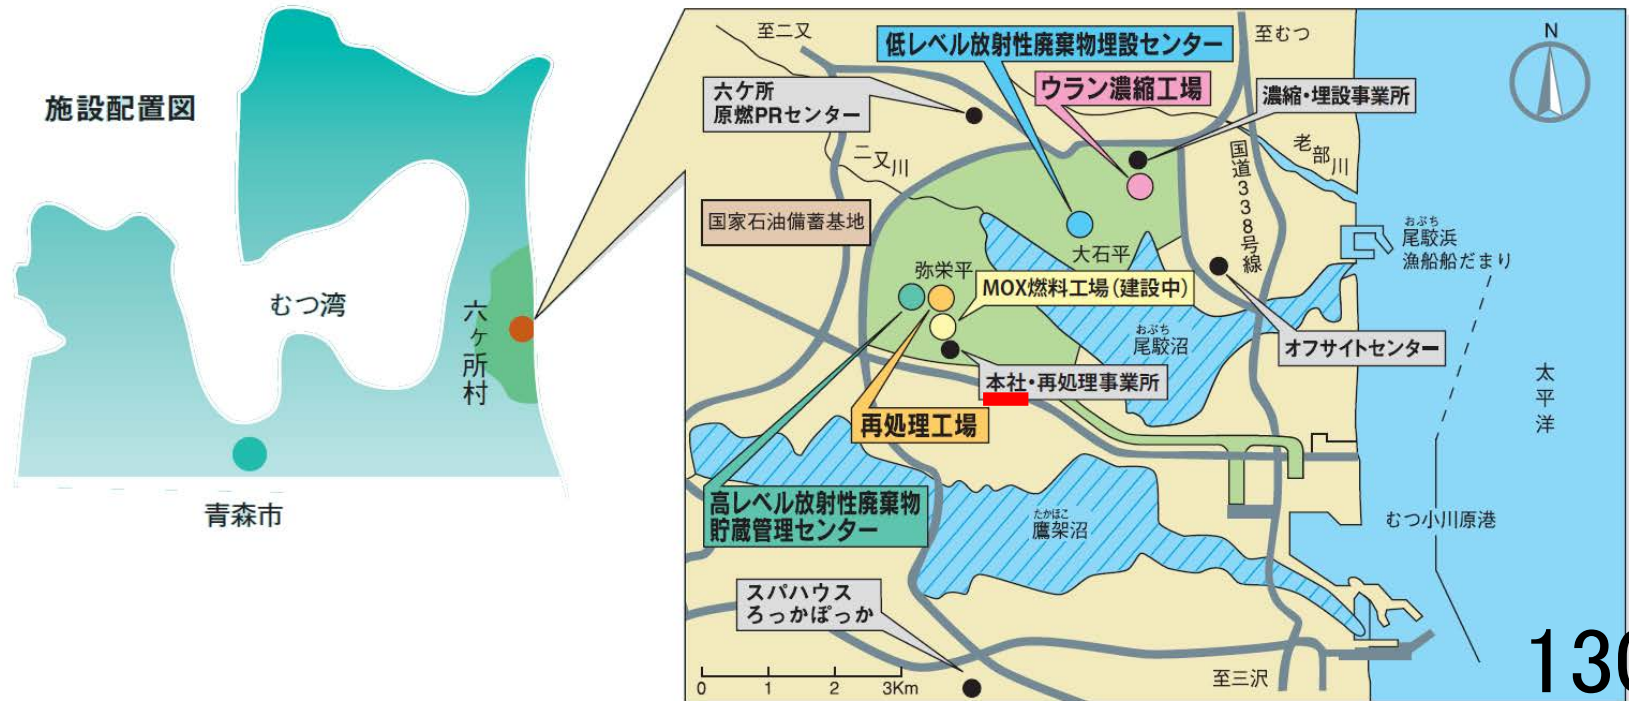 施設配置図
むつ湾
六ヶ所村
青森市
至二又
低レベル放射性廃棄物埋設センター
至むつ
N
六ケ所
原燃PRセンター
ウラン濃縮工場
濃縮・埋設事業所
二又川
老部川
国道338号線
国家石油備蓄基地
おぶち
尾駮浜
漁船船だまり
大石平
弥栄平
MOX燃料工場（建設中）
おぶち
尾駮沼
オフサイトセンター
本社・再処理事業所
太平洋
再処理工場
高レベル放射性廃棄物
貯蔵管理センター
たかほこ
鷹架沼
むつ小川原港
スパハウス
ろっかぽっか
至三沢
0 1 2 3Km
130